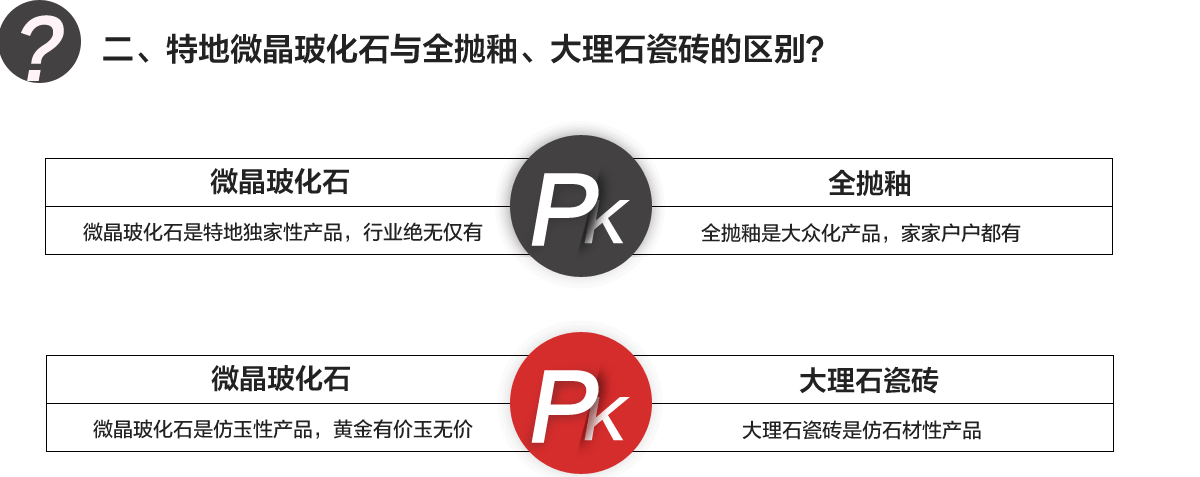 ?
二、特地微晶玻化石与全抛釉、大理石瓷砖的区别?
微晶玻化石
PK
全抛釉
微晶玻化石是特地独家性产品，行业绝无仅有
全抛釉是大众化产品，家家户户都有
微晶玻化石
PK
大理石瓷砖
微晶玻化石是仿玉性产品，黄金有价玉无价
大理石瓷砖是仿石材性产品